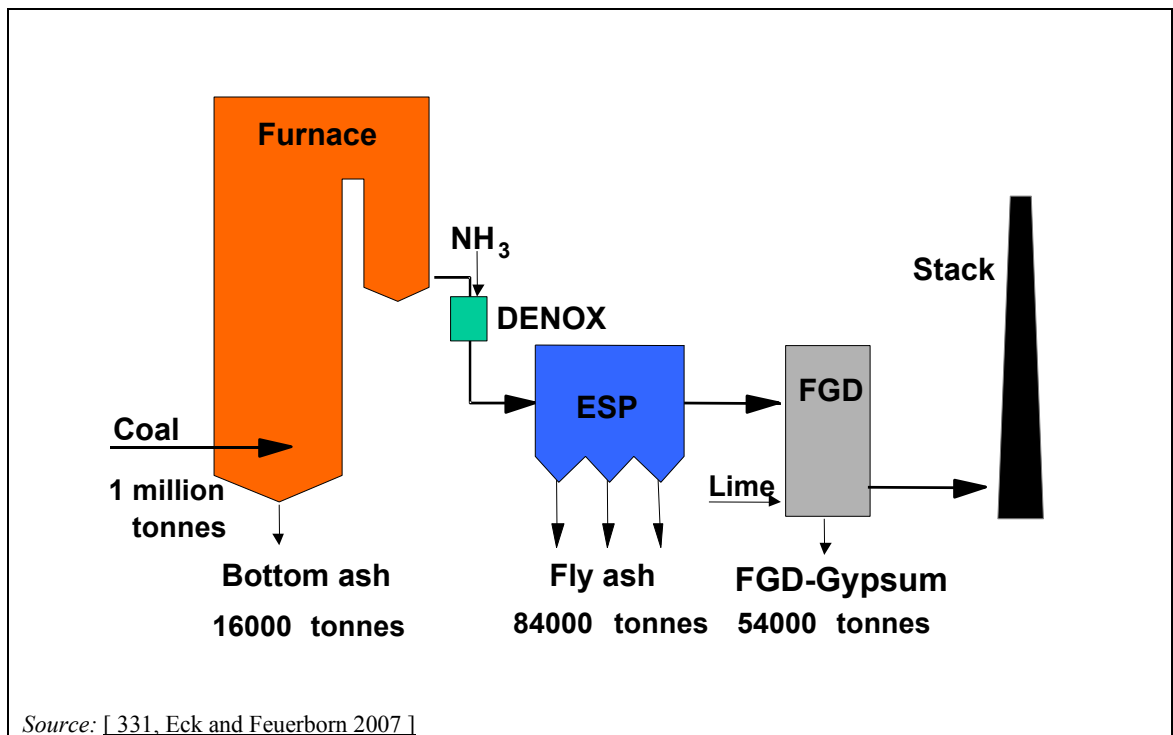 Furnace
NH3
DENOX
Stack
ESP
FGD
Coal
1 million
tonnes
Lime
Bottom ash
16000 tonnes
Fly ash
84000 tonnes
FGD-Gypsum
54000 tonnes
Source: [ 331, Eck and Feuerborn 2007 ]